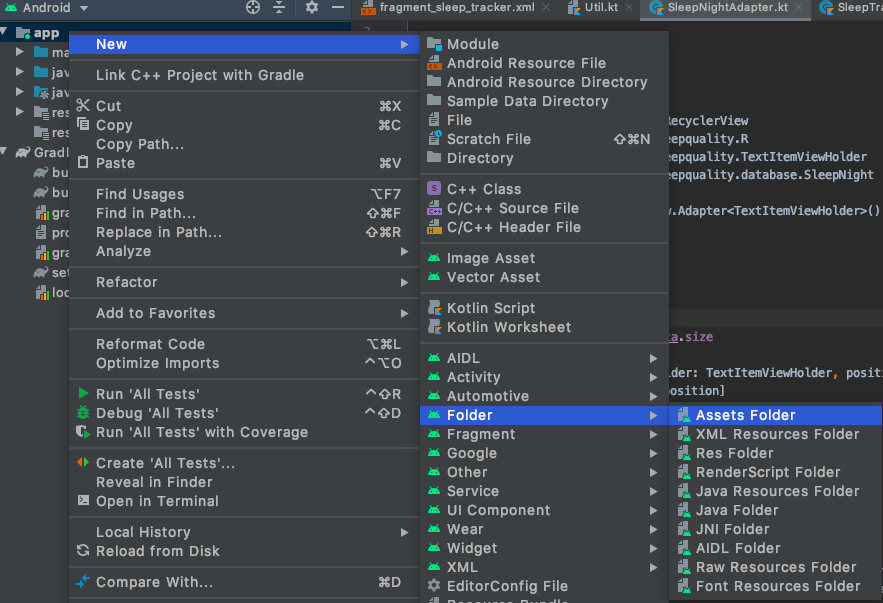 Android
fragment_sleep_tracker.xml
Util.kt
SleepNightAdapter.kt
SleepTra
app
ma
jav
jav
res
res
Gradl
bu
bu
gra
pro
gra
set
loc
New
Link C++ Project with Gradle
Cut ⌘X
Copy ⌘C
Copy Path...
Paste ⌘V
Find Usages ⌥F7
Find in Path... ⇧⌘F
Replace in Path... ⇧⌘R
Analyze
Refactor
Add to Favorites
Reformat Code ⌥⌘L
Optimize Imports ^⌥O
Run 'All Tests' ^⇧R
Debug 'All Tests' ^⇧D
Run 'All Tests' with Coverage
Create 'All Tests'...
Reveal in Finder
Open in Terminal
Local History
Reload from Disk
Compare With... ⌘D
Module
Android Resource File
Android Resource Directory
Sample Data Directory
File
Scratch File ⇧⌘N
Directory
C++ Class
C/C++ Source File
C/C++ Header File
Image Asset
Vector Asset
Kotlin Script
Kotlin Worksheet
AIDL
Activity
Automotive
Folder
Fragment
Google
Other
Service
UI Component
Wear
Widget
XML
EditorConfig File
Resource Bundle
Assets Folder
XML Resources Folder
Res Folder
RenderScript Folder
Java Resources Folder
Java Folder
JNI Folder
AIDL Folder
Raw Resources Folder
Font Resources Folder
RecyclerView
epquality.R
epquality.TextItemViewHolder
epquality.database.SleepNight
w.Adapter<TextItemViewHolder>()
a.size
lder: TextItemViewHolder, positi
position]